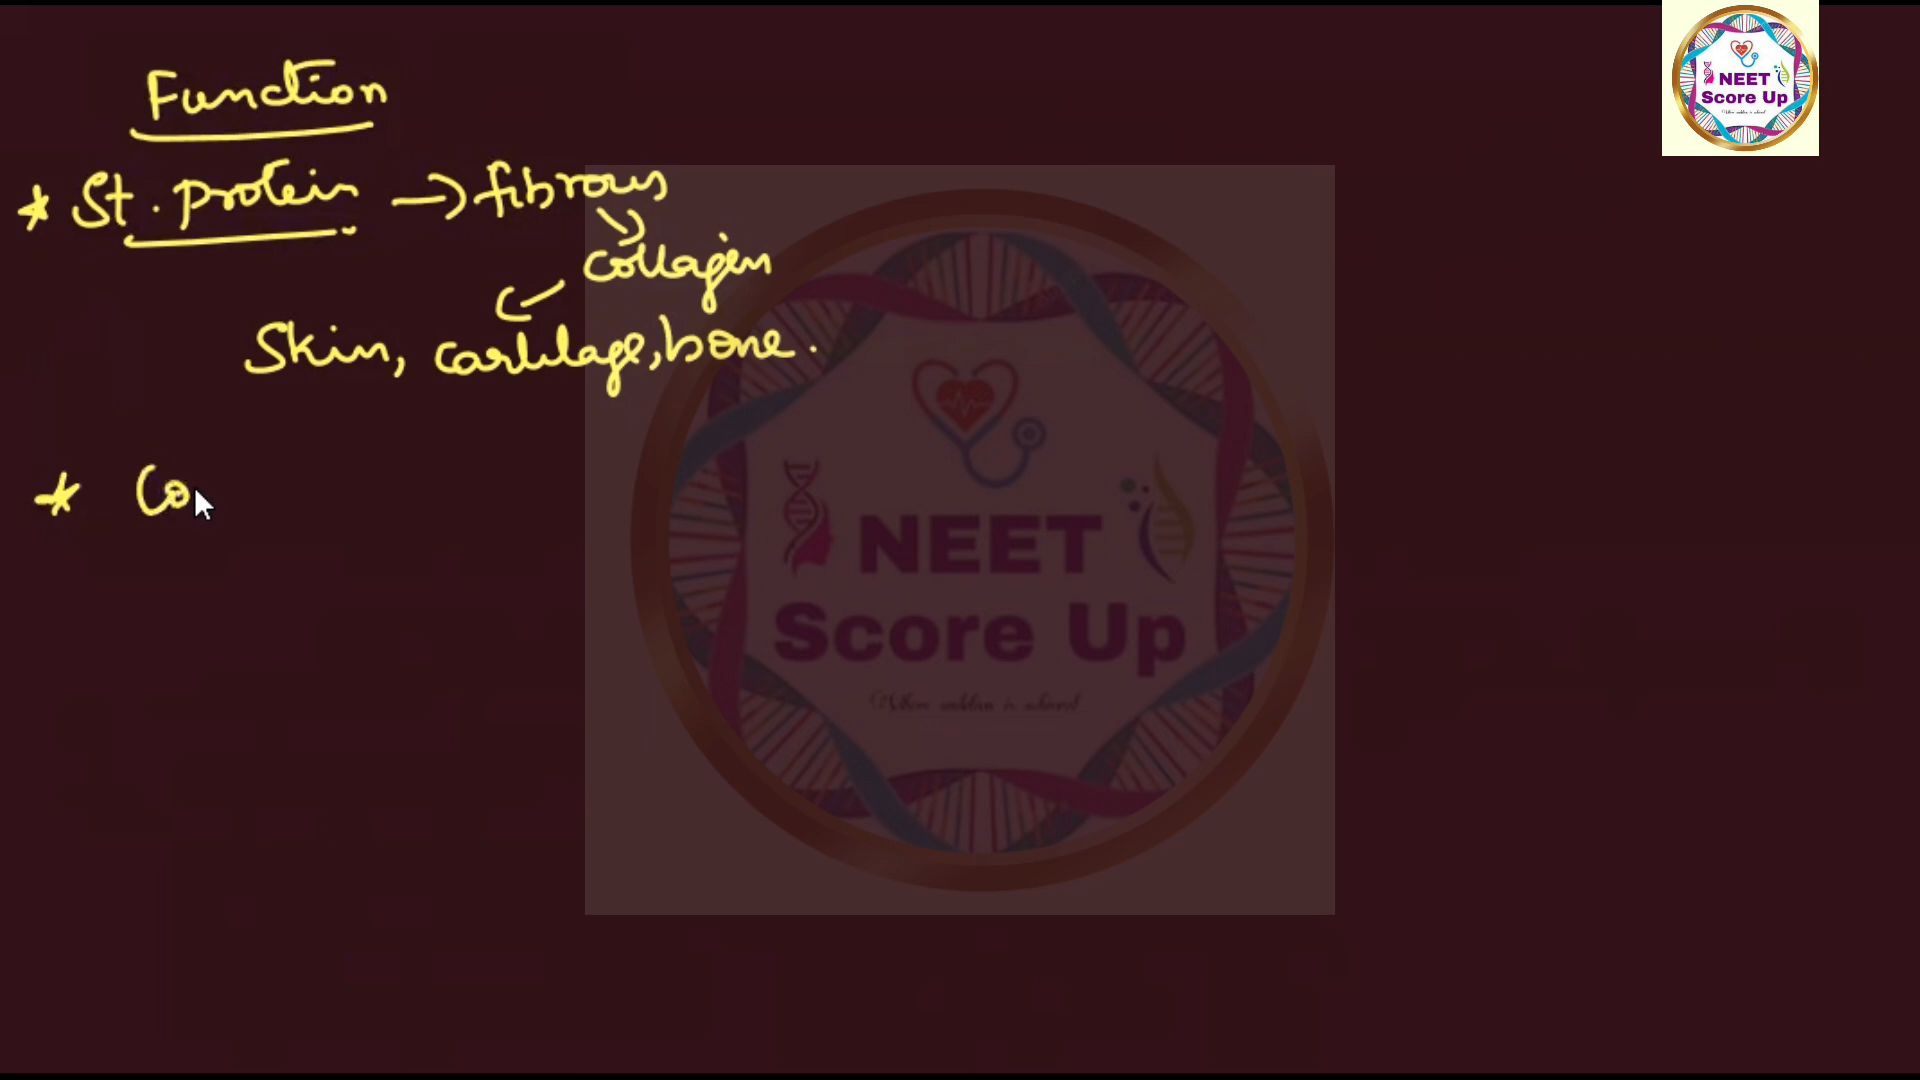 Function
* St. protein → fibrous
collagen
Skin, cartilage, bone.
* Co
NEET
Score Up
NEET
Score Up